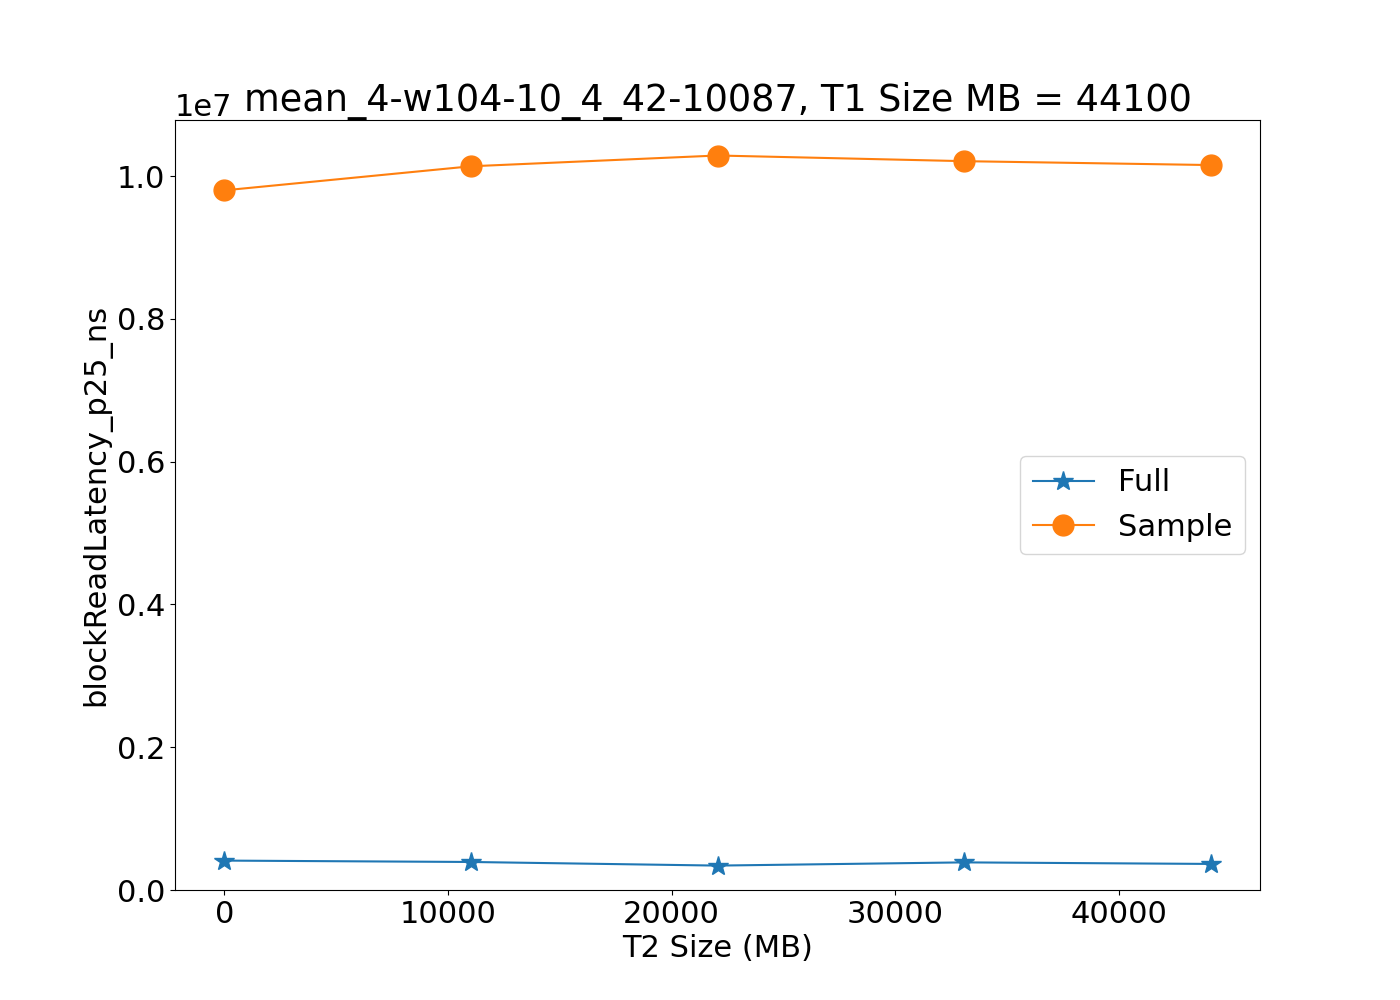 1e7 mean_4-w104-10_4_42-10087, T1 Size MB = 44100
1.0
0.8
0.6
0.4
0.2
0.0
blockReadLatency_p25_ns
Full
Sample
0 10000 20000 30000 40000
T2 Size (MB)